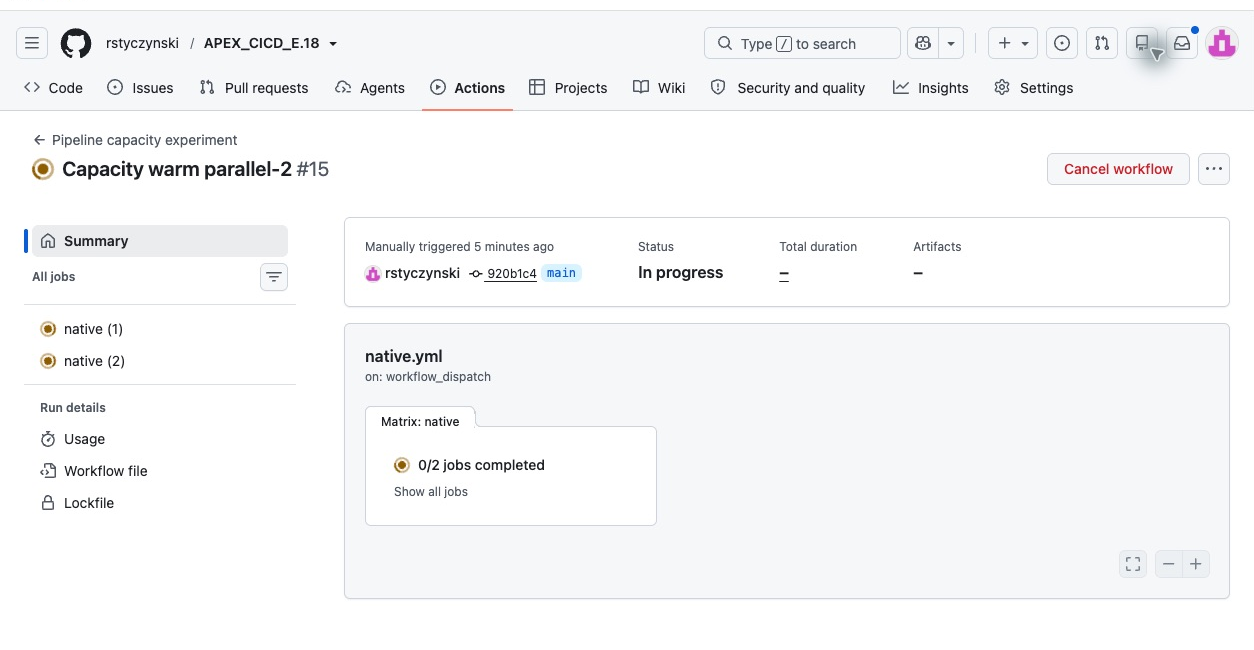 rstyczynski / APEX_CICD_E.18
Type / to search
Code Issues Pull requests Agents Actions Projects Wiki Security and quality Insights Settings
Pipeline capacity experiment
Capacity warm parallel-2 #15
Cancel workflow
Summary
All jobs
native (1)
native (2)
Run details
Usage
Workflow file
Lockfile
Manually triggered 5 minutes ago
rstyczynski 920b1c4 main
Status
In progress
Total duration
–
Artifacts
–
native.yml
on: workflow_dispatch
Matrix: native
0/2 jobs completed
Show all jobs